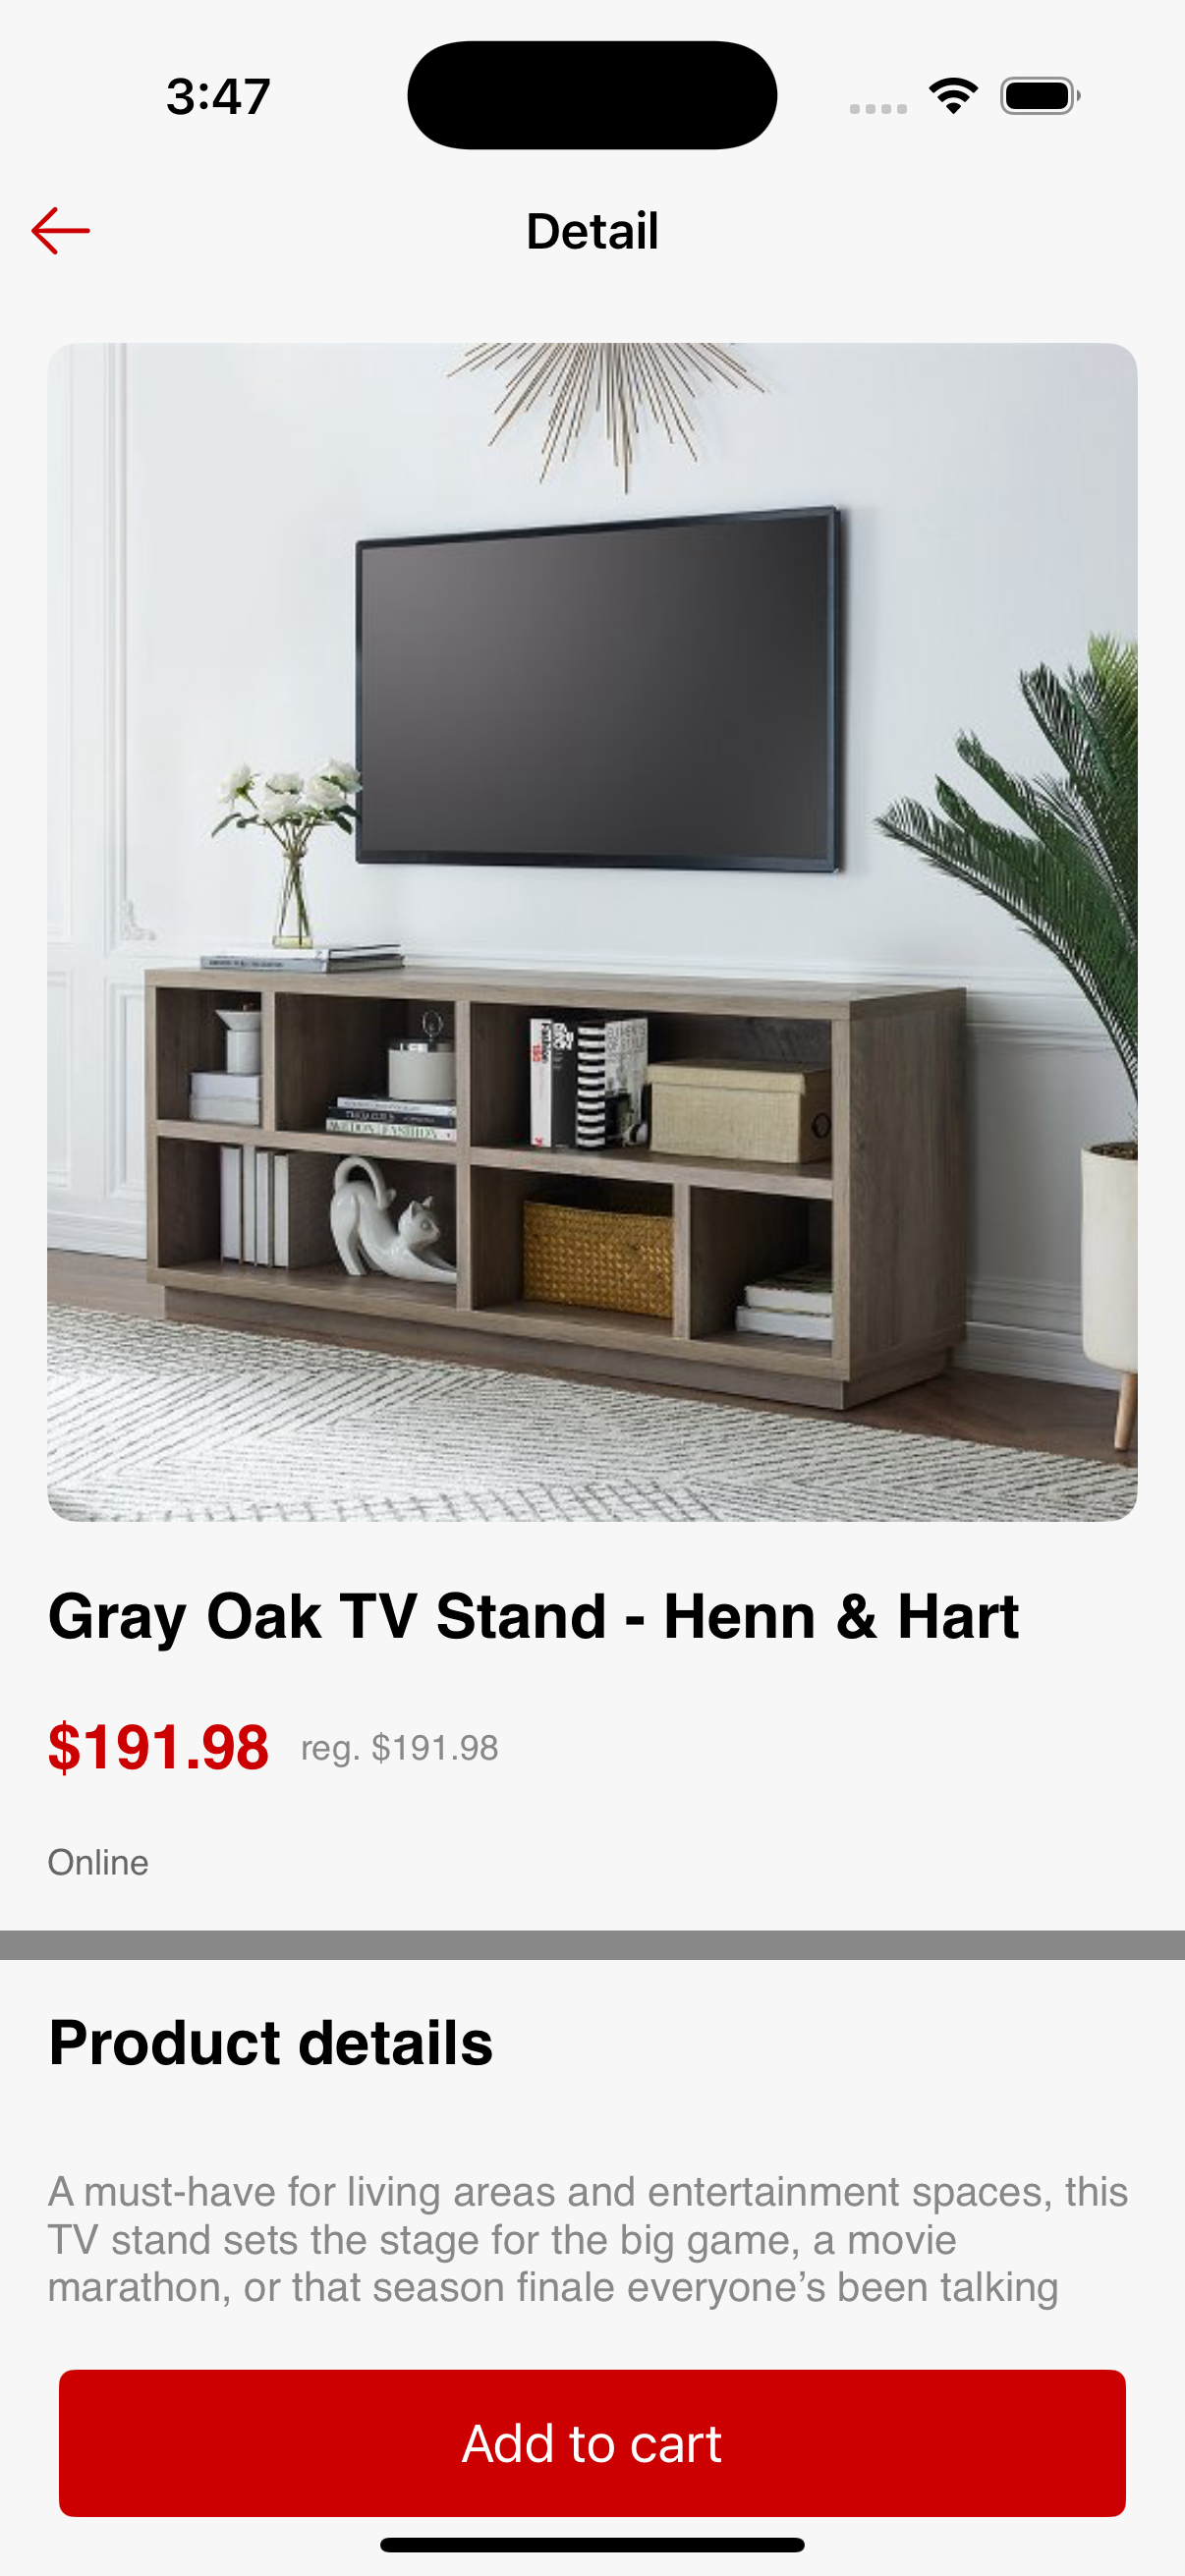 3:47
Detail
Gray Oak TV Stand - Henn & Hart
$191.98 reg. $191.98
Online
Product details
A must-have for living areas and entertainment spaces, this
TV stand sets the stage for the big game, a movie
marathon, or that season finale everyone’s been talking
Add to cart